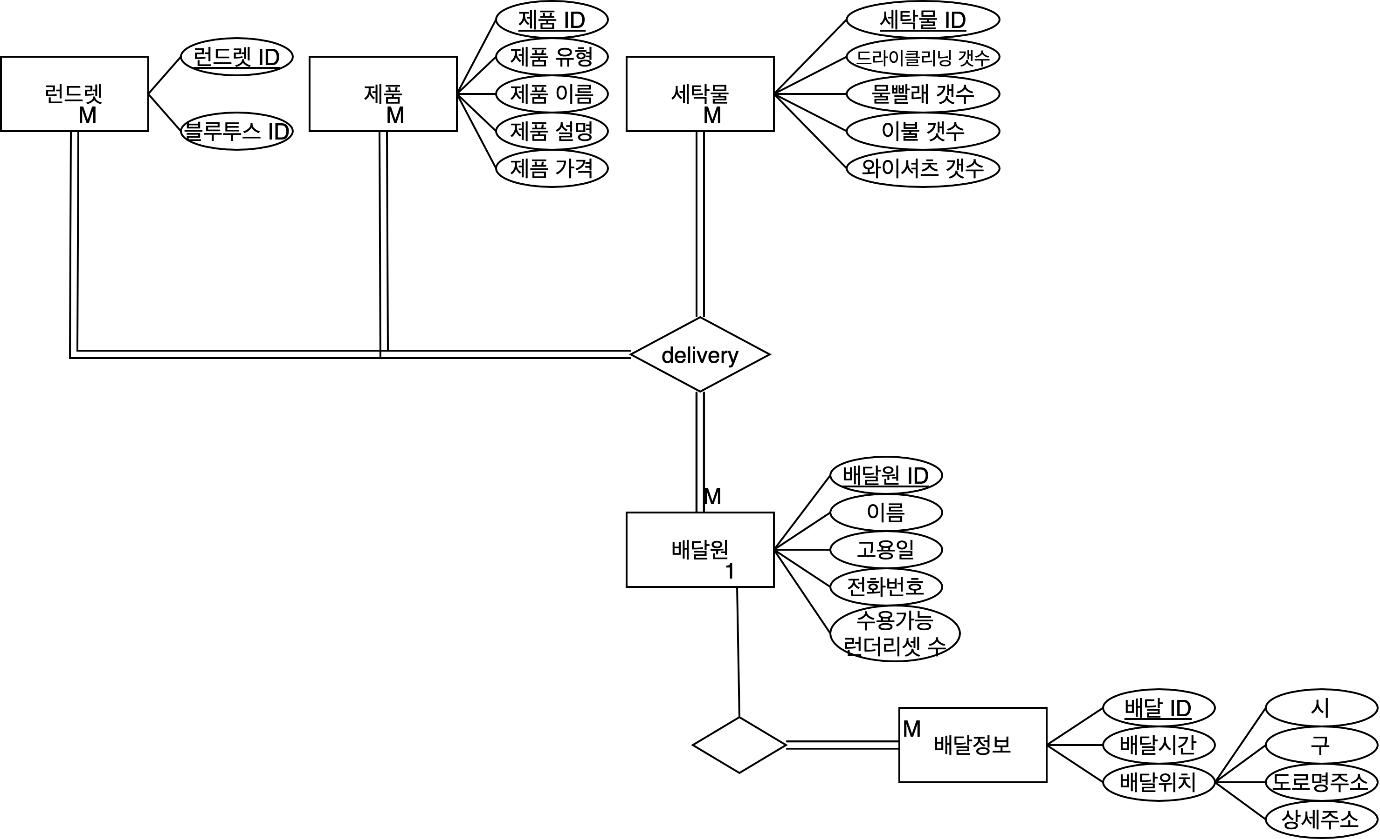 런드렛
M
런드렛 ID
블루투스 ID
제품
M
제품 ID
제품 유형
제품 이름
제품 설명
제픔 가격
세탁물
M
세탁물 ID
드라이클리닝 갯수
물빨래 갯수
이불 갯수
와이셔츠 갯수
delivery
M
배달원
1
배달원 ID
이름
고용일
전화번호
수용가능
런더리셋 수
M
배달정보
배달 ID
배달시간
배달위치
시
구
도로명주소
상세주소